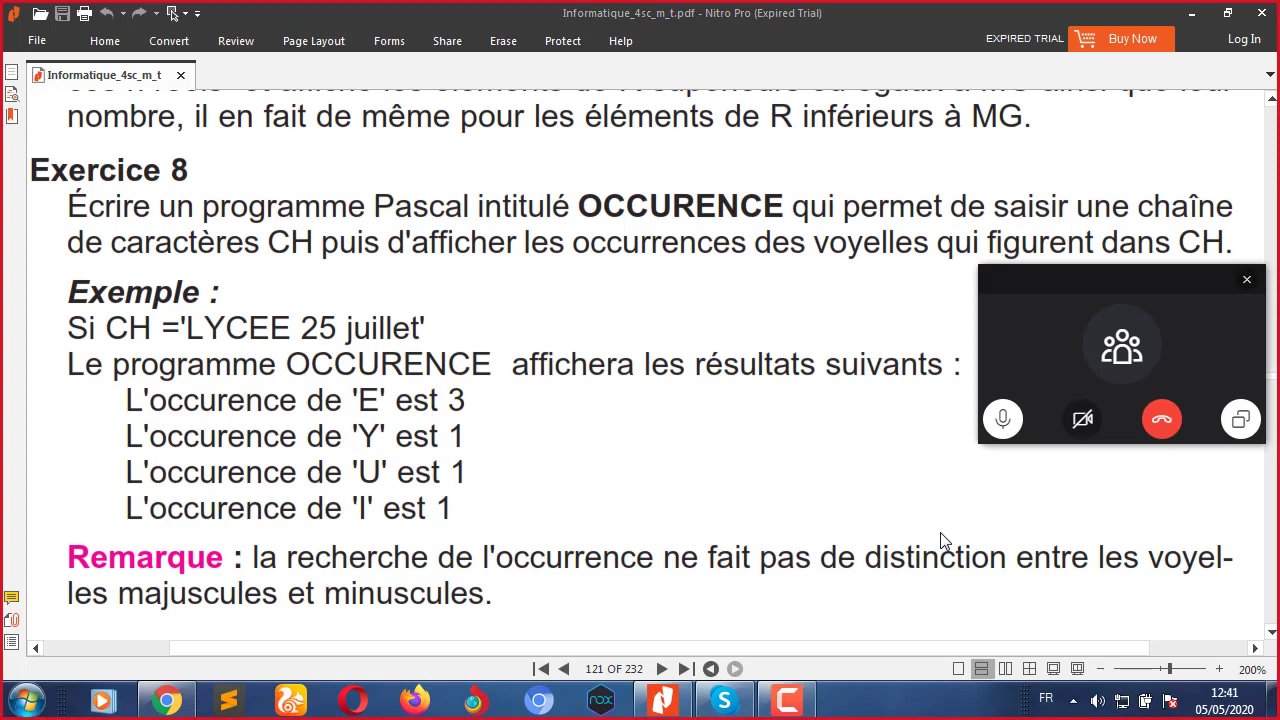 Informatique_4sc_m_t.pdf - Nitro Pro (Expired Trial)
File Home Convert Review Page Layout Forms Share Erase Protect Help EXPIRED TRIAL Buy Now Log In
Informatique_4sc_m_t
nombre, il en fait de même pour les éléments de R inférieurs à MG.
Exercice 8
Écrire un programme Pascal intitulé OCCURENCE qui permet de saisir une chaîne
de caractères CH puis d'afficher les occurrences des voyelles qui figurent dans CH.
Exemple :
Si CH ='LYCEE 25 juillet'
Le programme OCCURENCE affichera les résultats suivants :
L'occurence de 'E' est 3
L'occurence de 'Y' est 1
L'occurence de 'U' est 1
L'occurence de 'I' est 1
Remarque : la recherche de l'occurrence ne fait pas de distinction entre les voyel-
les majuscules et minuscules.
121 OF 232 200%
nox FR 12:41
05/05/2020